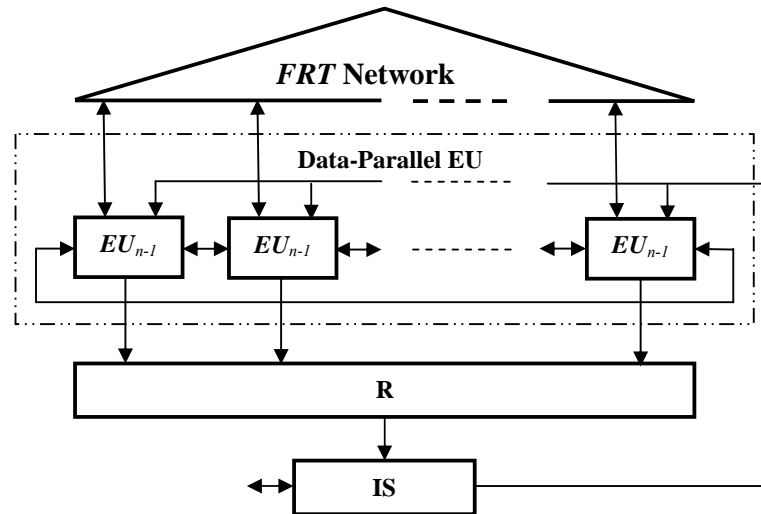 FRT Network
Data-Parallel EU
EUn-1 EUn-1 EUn-1
R
IS